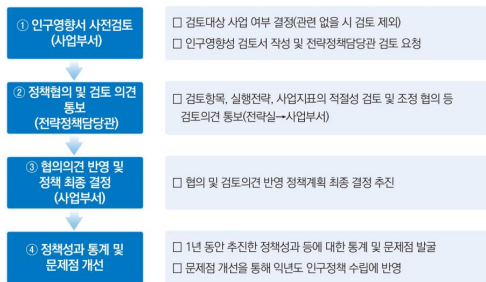 ① 인구영향서 사전검토
(사업부서)
□ 검토대상 사업 여부 결정(관련 없을 시 검토 제외)
□ 인구영향성 검토서 작성 및 전략정책담당관 검토 요청
② 정책협의 및 검토 의견
통보
(전략정책담당관)
□ 검토항목, 실행전략, 사업지표의 적절성 검토 및 조정 협의 등
검토의견 통보(전략실→사업부서)
③ 협의의견 반영 및
정책 최종 결정
(사업부서)
□ 협의 및 검토의견 반영 정책계획 최종 결정 추진
④ 정책성과 통계 및
문제점 개선
□ 1년 동안 추진한 정책성과 등에 대한 통계 및 문제점 발굴
□ 문제점 개선을 통해 익년도 인구정책 수립에 반영